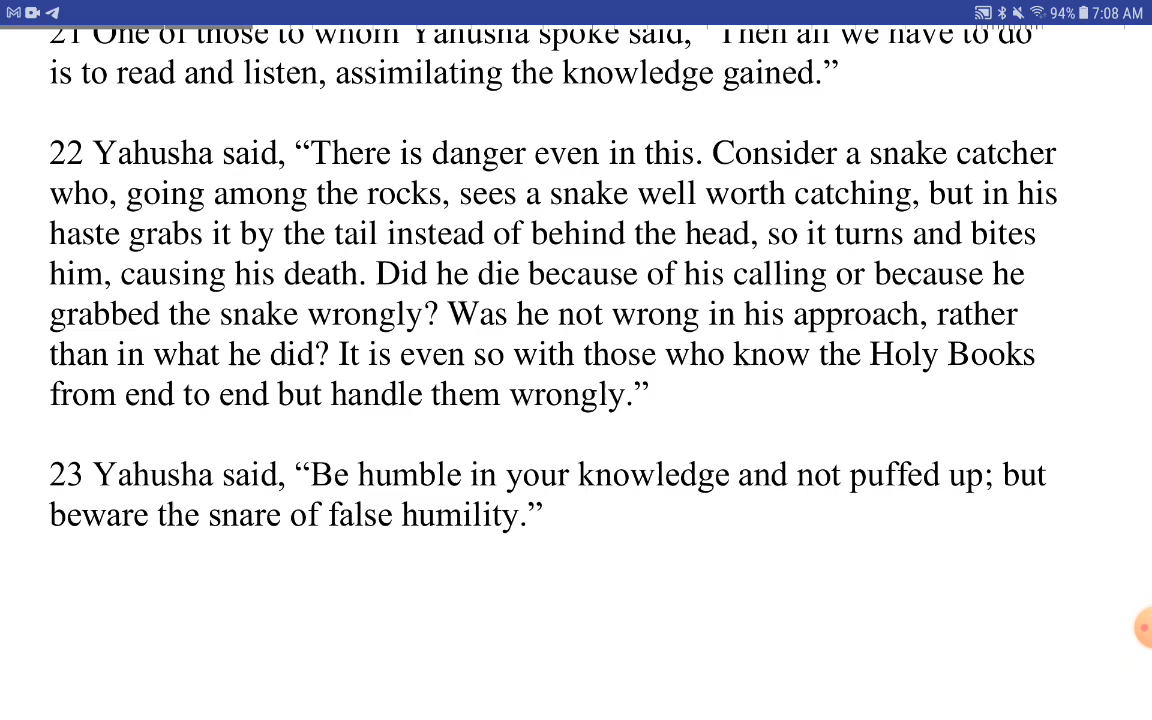 94% 7:08 AM
21 One of those to whom Yahusha spoke said, “Then all we have to do
is to read and listen, assimilating the knowledge gained.”
22 Yahusha said, “There is danger even in this. Consider a snake catcher
who, going among the rocks, sees a snake well worth catching, but in his
haste grabs it by the tail instead of behind the head, so it turns and bites
him, causing his death. Did he die because of his calling or because he
grabbed the snake wrongly? Was he not wrong in his approach, rather
than in what he did? It is even so with those who know the Holy Books
from end to end but handle them wrongly.”
23 Yahusha said, “Be humble in your knowledge and not puffed up; but
beware the snare of false humility.”